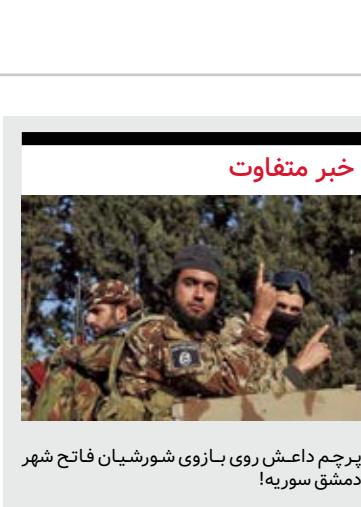 خبر متفاوت
پرچم داعش روی بازوی شورشیان فاتح شهر
دمشق سوریه!